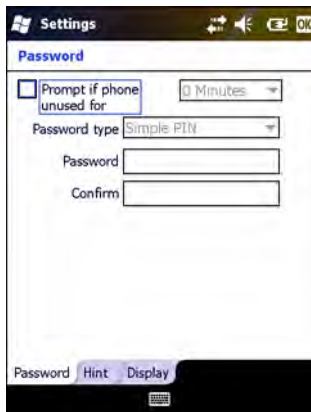 Settings
OK
Password
Prompt if phone
unused for
0 Minutes
Password type
Simple PIN
Password
Confirm
Password Hint Display